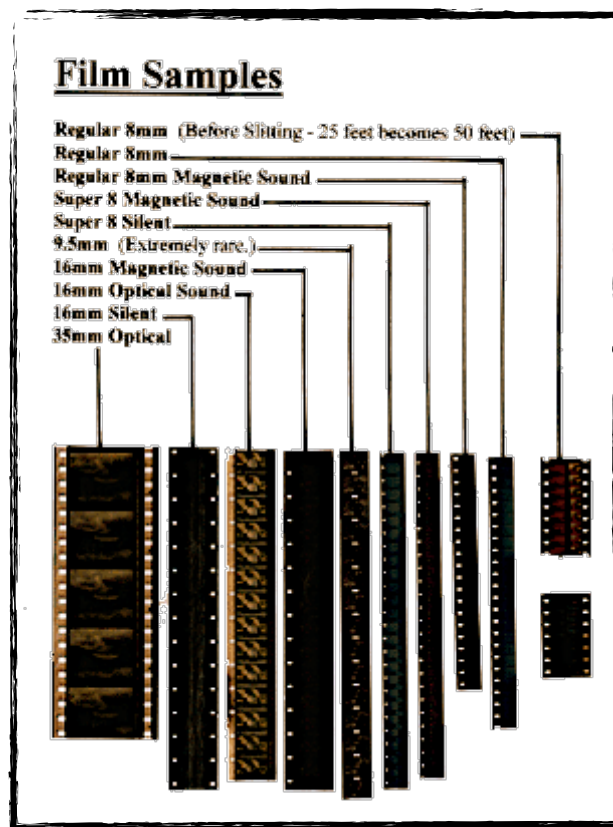 Film Samples
Regular 8mm (Before Slitting - 25 feet becomes 50 feet)
Regular 8mm
Regular 8mm Magnetic Sound
Super 8 Magnetic Sound
Super 8 Silent
9.5mm (Extremely rare.)
16mm Magnetic Sound
16mm Optical Sound
16mm Silent
35mm Optical